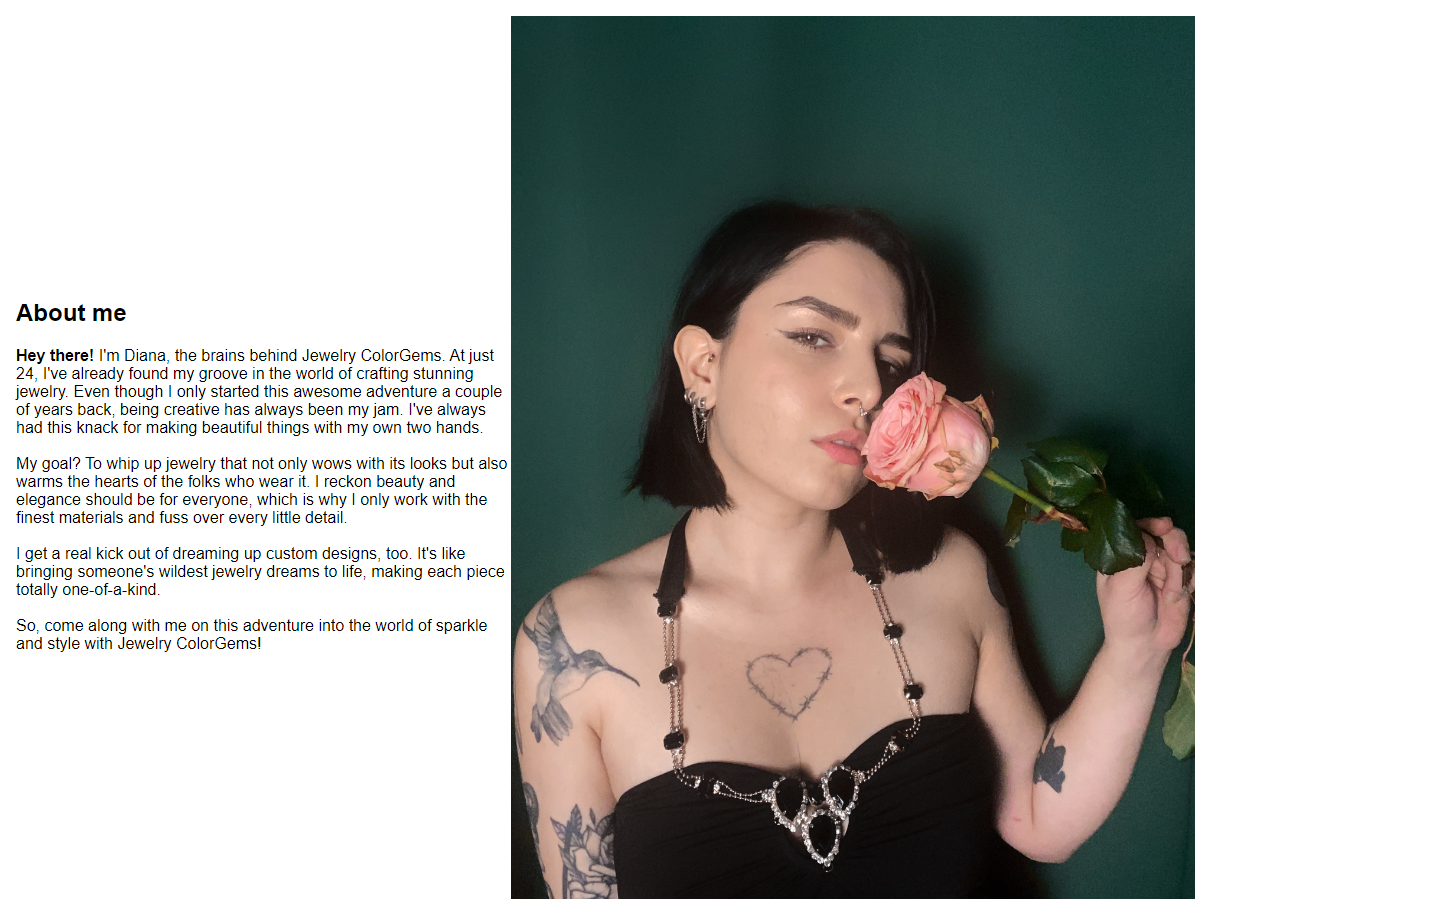 About me
Hey there! I'm Diana, the brains behind Jewelry ColorGems. At just
24, I've already found my groove in the world of crafting stunning
jewelry. Even though I only started this awesome adventure a couple
of years back, being creative has always been my jam. I've always
had this knack for making beautiful things with my own two hands.
My goal? To whip up jewelry that not only wows with its looks but also
warms the hearts of the folks who wear it. I reckon beauty and
elegance should be for everyone, which is why I only work with the
finest materials and fuss over every little detail.
I get a real kick out of dreaming up custom designs, too. It's like
bringing someone's wildest jewelry dreams to life, making each piece
totally one-of-a-kind.
So, come along with me on this adventure into the world of sparkle
and style with Jewelry ColorGems!